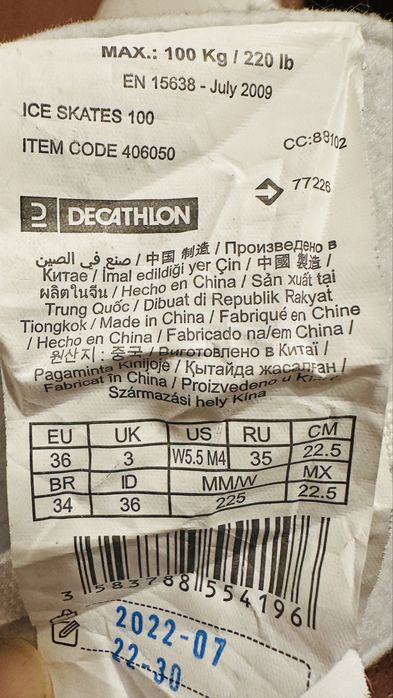 MAX.: 100 Kg / 220 lb
EN 15638 - July 2009
ICE SKATES 100
CC:88102
ITEM CODE 406050
77226
DECATHLON
صنع في الصين / 中国 制造 / Произведено в
Китае / İmal edildiği yer Çin / 中國 製造 /
ผลิตในจีน / Hecho en China / Sản xuất tại
Trung Quốc / Dibuat di Republik Rakyat
Tiongkok / Made in China / Fabriqué en Chine
/ Hecho en China / Fabricado na/em China /
원산지 : 중국 / Виготовлено в Китаї /
Pagaminta Kinijoje / Қытайда жасалған /
Fabricat în China / Proizvedeno u
Származási hely Kína
EU UK US RU CM
36 3 W5.5 M4 35 22.5
BR ID MM/W MX
34 36 225 22.5
3 583788 554196
2022-07
22-30